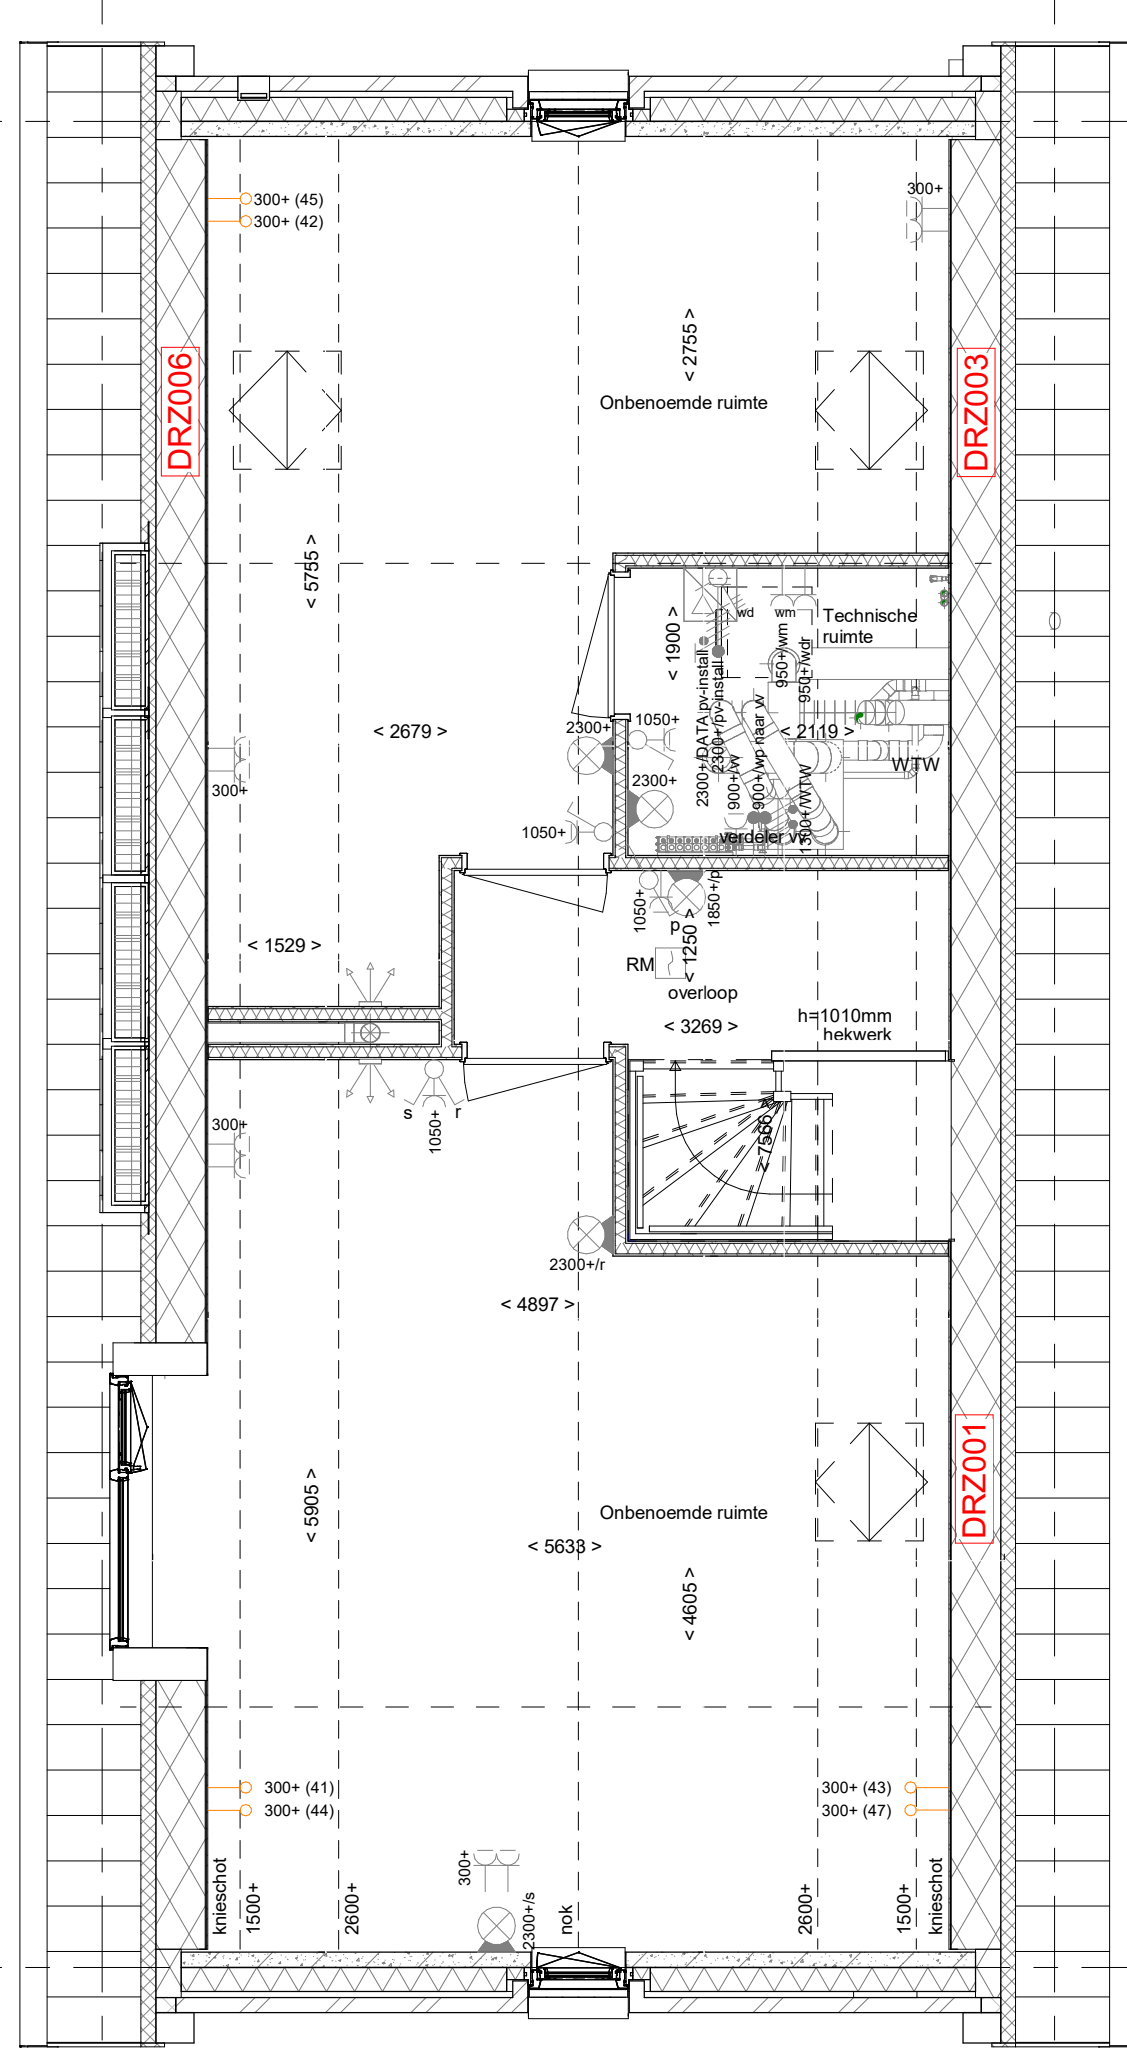 300+ (45)
300+ (42)
300+
DRZ006
DRZ003
< 2755 >
Onbenoemde ruimte
< 5755 >
< 1900 >
wd
wm
Technische
ruimte
950+/wm
950+/wdr
2300+/DATA pv-install
2300+/pv-install
< 2679 >
2300+
1050+
< 2119 >
WTW
300+
2300+
900+/vv
900+/wp naar vv
1300+/WTW
1050+
verdeler vv
1050+
1850+/p
p
< 1529 >
< 1250 >
RM
overloop
h=1010mm
hekwerk
< 3269 >
s
r
1050+
300+
< 7566 >
2300+/r
< 4897 >
DRZ001
< 5905 >
Onbenoemde ruimte
< 5633 >
< 4605 >
300+ (41)
300+ (44)
300+ (43)
300+ (47)
300+
2300+/s
knieschot
1500+
2600+
nok
2600+
1500+
knieschot